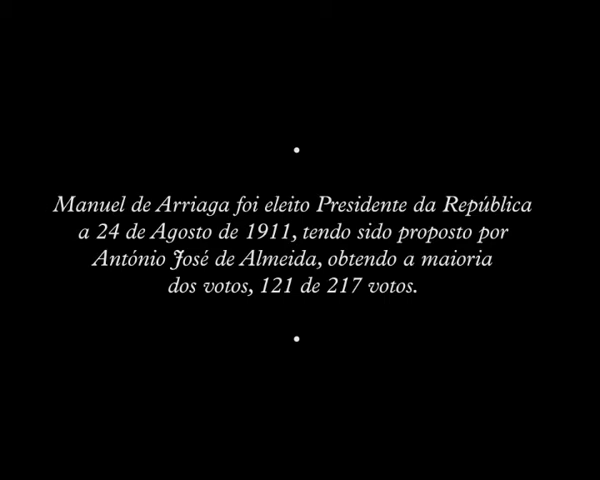 Manuel de Arriaga foi eleito Presidente da República
a 24 de Agosto de 1911, tendo sido proposto por
António José de Almeida, obtendo a maioria
dos votos, 121 de 217 votos.